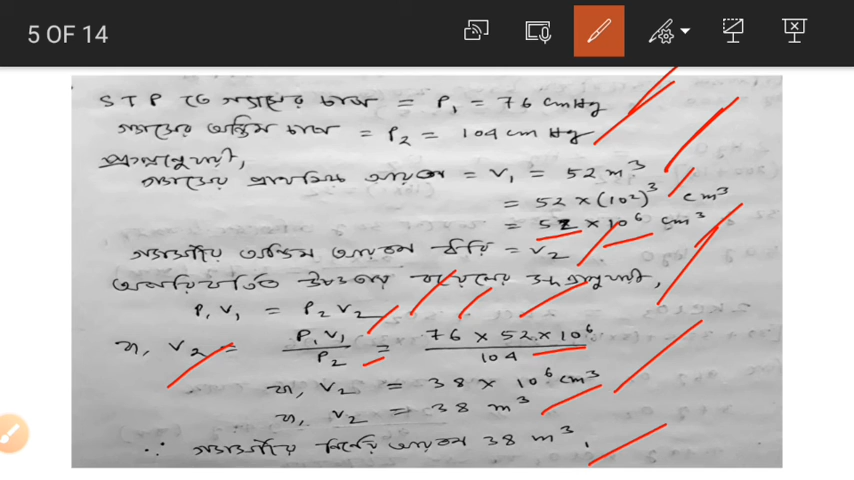 5 OF 14
STP তে গ্যাসের চাপ = P₁ = 76 cm Hg
গ্যাসের অন্তিম চাপ = P₂ = 104 cm Hg
প্রশ্নানুযায়ী,
গ্যাসের প্রাথমিক আয়তন = V₁ = 52 m³
= 52 × (10²)³ cm³
= 52 × 10⁶ cm³
গ্যাসটির অন্তিম আয়তন ধরি = V₂
অপরিবর্তিত উষ্ণতায় বয়েলের সূত্রানুযায়ী,
P₁V₁ = P₂V₂
বা, V₂ = P₁V₁ / P₂ = 76 × 52 × 10⁶ / 104
বা, V₂ = 38 × 10⁶ cm³
বা, V₂ = 38 m³
∴ গ্যাসটির নির্ণেয় আয়তন 38 m³.